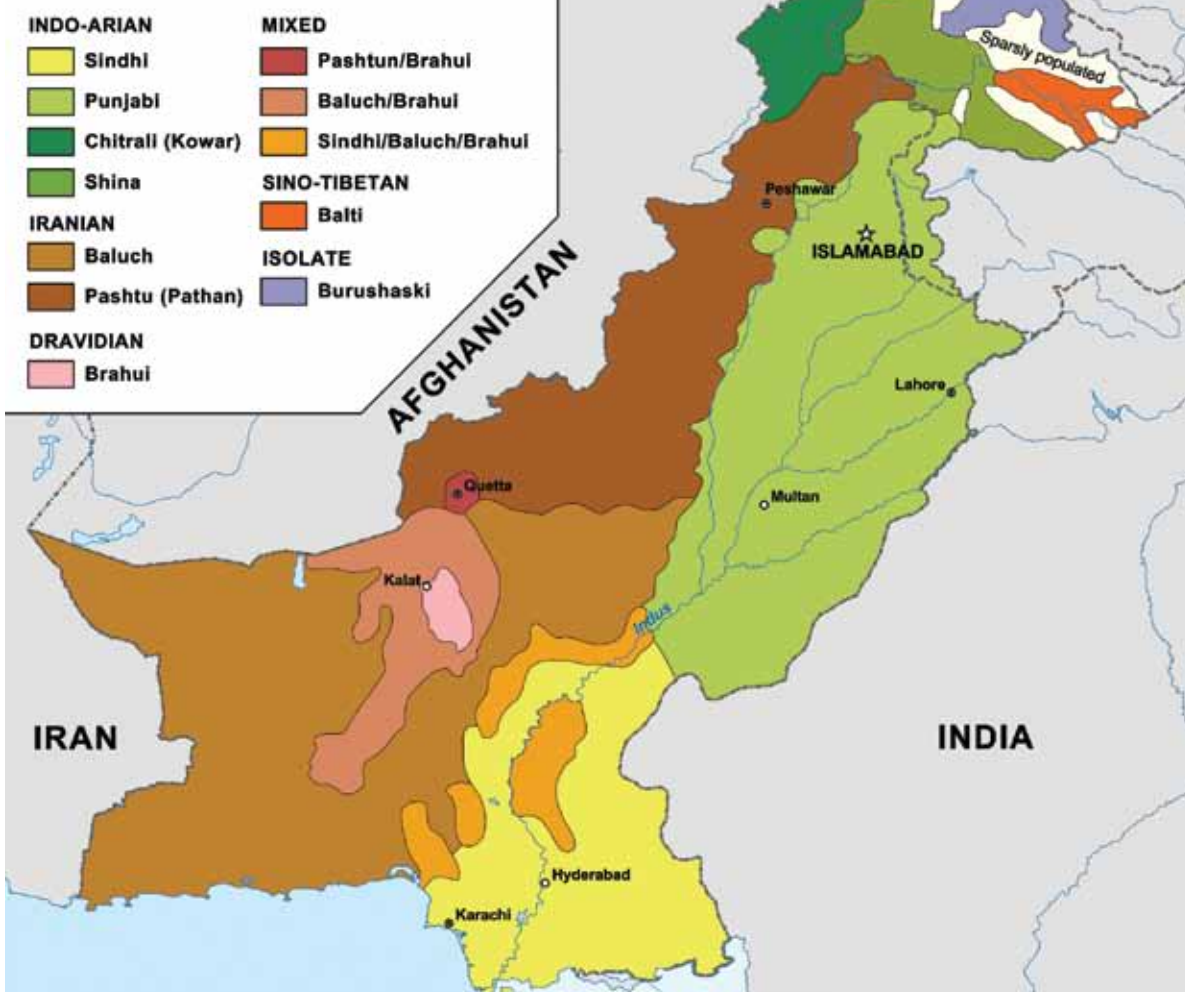 INDO-ARIAN
Sindhi
Punjabi
Chitrali (Kowar)
Shina
IRANIAN
Baluch
Pashtu (Pathan)
DRAVIDIAN
Brahui
MIXED
Pashtun/Brahui
Baluch/Brahui
Sindhi/Baluch/Brahui
SINO-TIBETAN
Balti
ISOLATE
Burushaski
Sparsly populated
Peshawar
ISLAMABAD
AFGHANISTAN
Lahore
Quetta
Multan
Kalat
Indus
IRAN
INDIA
Hyderabad
Karachi